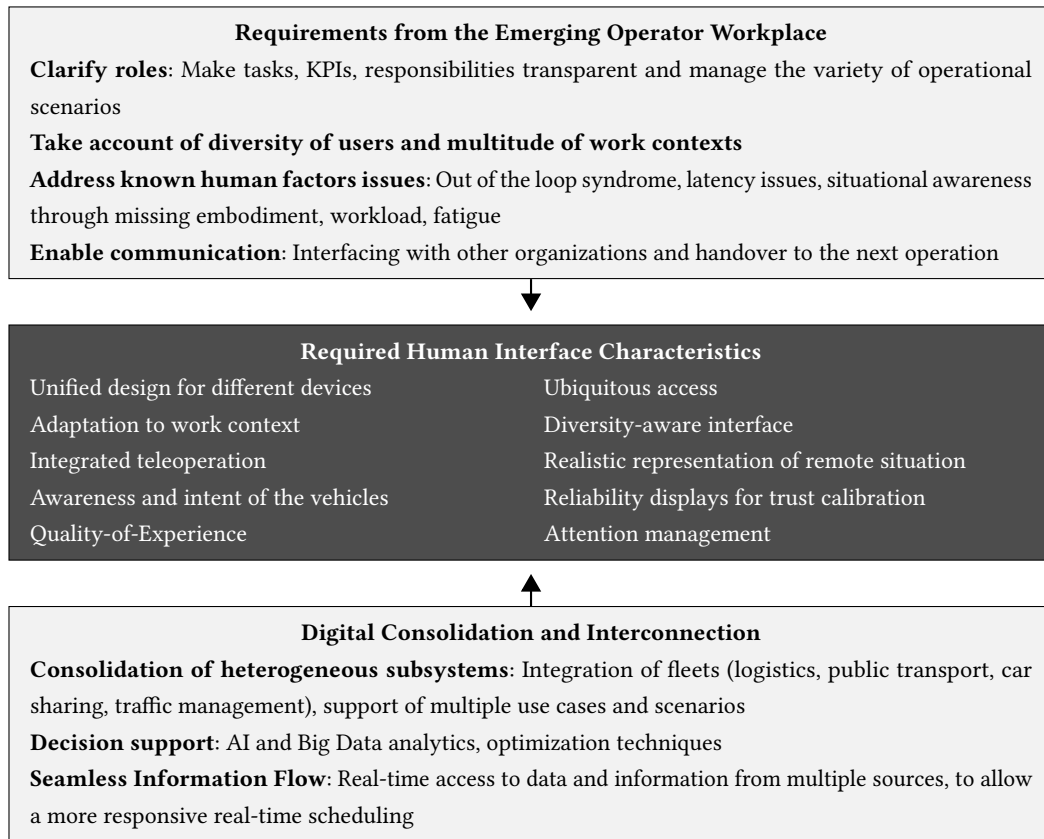 Requirements from the Emerging Operator Workplace
Clarify roles: Make tasks, KPIs, responsibilities transparent and manage the variety of operational
scenarios
Take account of diversity of users and multitude of work contexts
Address known human factors issues: Out of the loop syndrome, latency issues, situational awareness
through missing embodiment, workload, fatigue
Enable communication: Interfacing with other organizations and handover to the next operation
Required Human Interface Characteristics
Unified design for different devices
Adaptation to work context
Integrated teleoperation
Awareness and intent of the vehicles
Quality-of-Experience
Ubiquitous access
Diversity-aware interface
Realistic representation of remote situation
Reliability displays for trust calibration
Attention management
Digital Consolidation and Interconnection
Consolidation of heterogeneous subsystems: Integration of fleets (logistics, public transport, car
sharing, traffic management), support of multiple use cases and scenarios
Decision support: AI and Big Data analytics, optimization techniques
Seamless Information Flow: Real-time access to data and information from multiple sources, to allow
a more responsive real-time scheduling